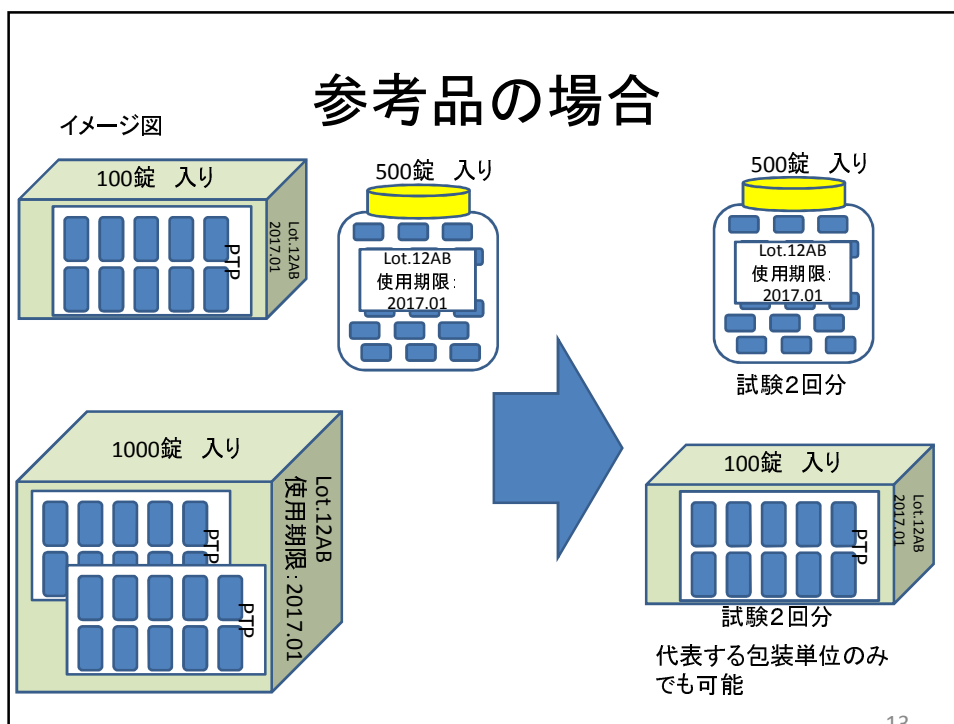 参考品の場合
イメージ図
100錠 入り
PTP
Lot.12AB
2017.01
500錠 入り
Lot.12AB
使用期限:
2017.01
1000錠 入り
PTP
PTP
Lot.12AB
使用期限:2017.01
500錠 入り
Lot.12AB
使用期限:
2017.01
試験2回分
100錠 入り
PTP
Lot.12AB
2017.01
試験2回分
代表する包装単位のみ
でも可能
13